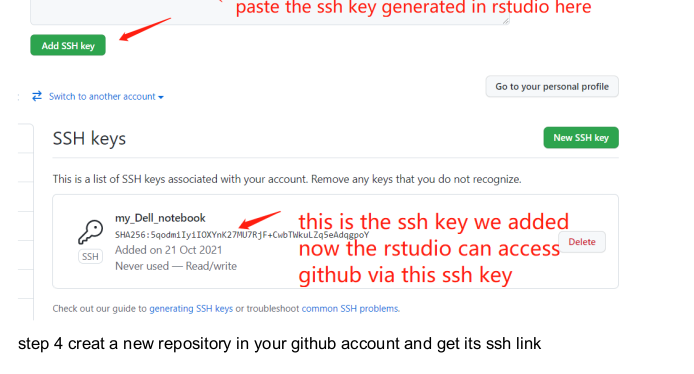 paste the ssh key generated in rstudio here
Add SSH key
Go to your personal profile
Switch to another account
SSH keys
New SSH key
This is a list of SSH keys associated with your account. Remove any keys that you do not recognize.
my_Dell_notebook
SHA256:5qodmiIyiIOXYnK27MU7RjF+CwbTWkuLZq5eAdqgpoY
Added on 21 Oct 2021
Never used — Read/write
SSH
this is the ssh key we added
now the rstudio can access
github via this ssh key
Delete
Check out our guide to generating SSH keys or troubleshoot common SSH problems.
step 4 creat a new repository in your github account and get its ssh link